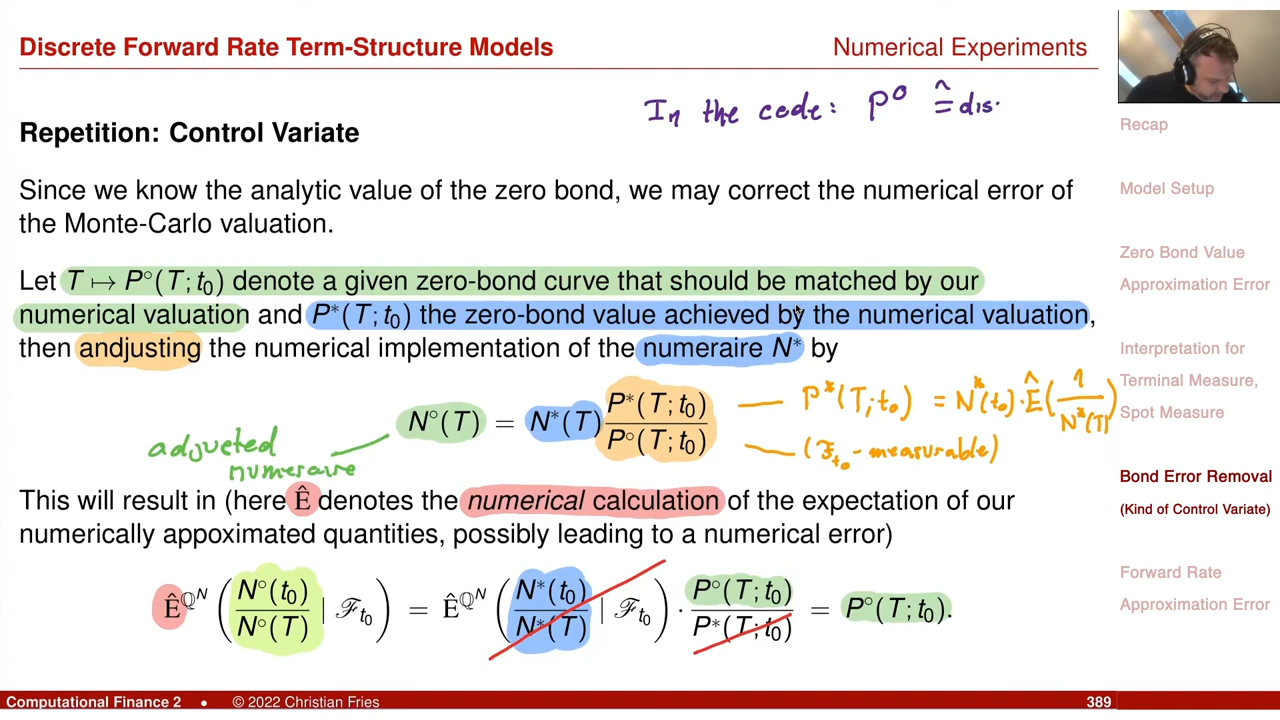 Discrete Forward Rate Term-Structure Models
Numerical Experiments
In the code: P° ≙ dis.
Repetition: Control Variate
Since we know the analytic value of the zero bond, we may correct the numerical error of
the Monte-Carlo valuation.
Let T ↦ P°(T; t₀) denote a given zero-bond curve that should be matched by our
numerical valuation and P*(T; t₀) the zero-bond value achieved by the numerical valuation,
then andjusting the numerical implementation of the numeraire N* by
N°(T) = N*(T) P*(T; t₀) / P°(T; t₀)
P*(T; t₀) = N*(t₀) · Ê(1 / N*(T))
(ℱt₀ - measurable)
adjusted
numeraire
This will result in (here Ê denotes the numerical calculation of the expectation of our
numerically appoximated quantities, possibly leading to a numerical error)
Ê^ℚ^N (N°(t₀) / N°(T) | ℱt₀) = Ê^ℚ^N (N*(t₀) / N*(T) | ℱt₀) · P°(T; t₀) / P*(T; t₀) = P°(T; t₀).
Recap
Model Setup
Zero Bond Value
Approximation Error
Interpretation for
Terminal Measure,
Spot Measure
Bond Error Removal
(Kind of Control Variate)
Forward Rate
Approximation Error
Computational Finance 2 • © 2022 Christian Fries
389